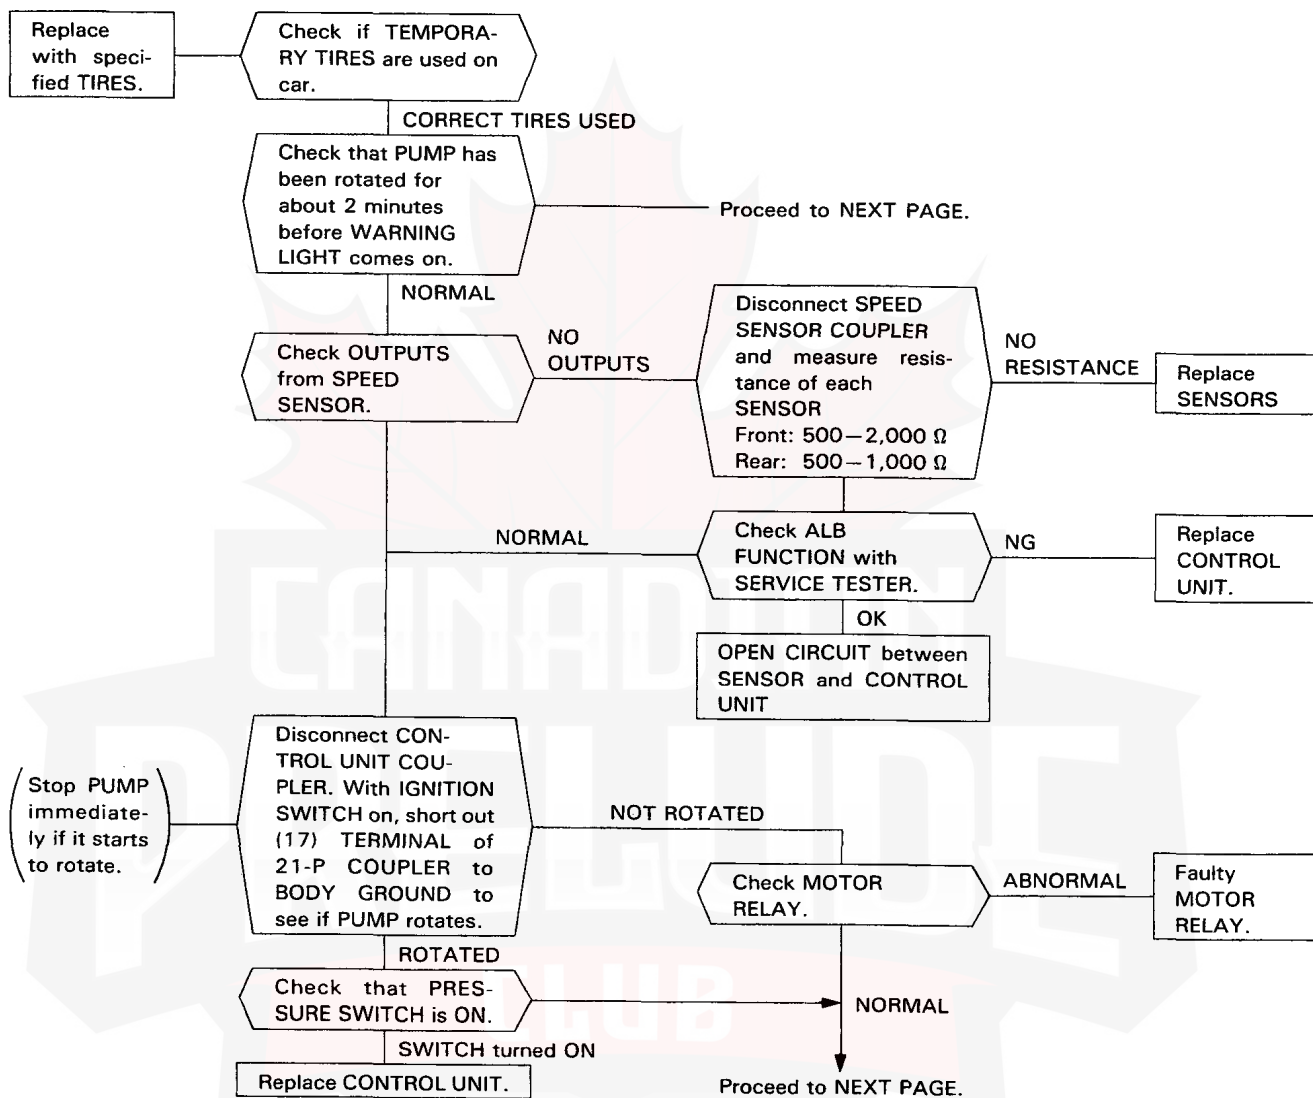 Replace
with speci-
fied TIRES.
Check if TEMPORA-
RY TIRES are used on
car.
CORRECT TIRES USED
Check that PUMP has
been rotated for
about 2 minutes
before WARNING
LIGHT comes on.
Proceed to NEXT PAGE.
NORMAL
Check OUTPUTS
from SPEED
SENSOR.
NO
OUTPUTS
Disconnect SPEED
SENSOR COUPLER
and measure resis-
tance of each
SENSOR
Front: 500—2,000 Ω
Rear: 500—1,000 Ω
NO
RESISTANCE
Replace
SENSORS
NORMAL
Check ALB
FUNCTION with
SERVICE TESTER.
NG
Replace
CONTROL
UNIT.
OK
OPEN CIRCUIT between
SENSOR and CONTROL
UNIT
(Stop PUMP
immediate-
ly if it starts
to rotate.)
Disconnect CON-
TROL UNIT COU-
PLER. With IGNITION
SWITCH on, short out
(17) TERMINAL of
21-P COUPLER to
BODY GROUND to
see if PUMP rotates.
NOT ROTATED
Check MOTOR
RELAY.
ABNORMAL
Faulty
MOTOR
RELAY.
ROTATED
Check that PRES-
SURE SWITCH is ON.
NORMAL
SWITCH turned ON
Replace CONTROL UNIT.
Proceed to NEXT PAGE.
CANADIAN
PRELUDE
CLUB